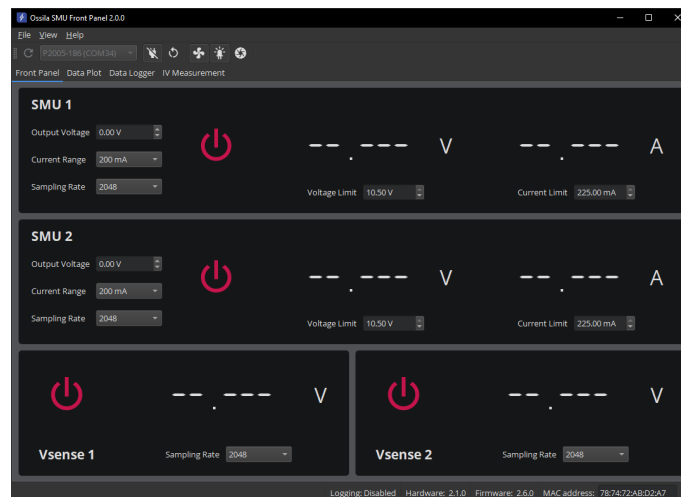 Ossila SMU Front Panel 2.0.0
File View Help
P2005-186 (COM34)
Front Panel Data Plot Data Logger IV Measurement
SMU 1
Output Voltage 0.00 V
Current Range 200 mA
Sampling Rate 2048
--.--- V
--.--- A
Voltage Limit 10.50 V
Current Limit 225.00 mA
SMU 2
Output Voltage 0.00 V
Current Range 200 mA
Sampling Rate 2048
--.--- V
--.--- A
Voltage Limit 10.50 V
Current Limit 225.00 mA
--.--- V
Vsense 1 Sampling Rate 2048
--.--- V
Vsense 2 Sampling Rate 2048
Logging: Disabled Hardware: 2.1.0 Firmware: 2.6.0 MAC address: 78:74:72:AB:D2:A7